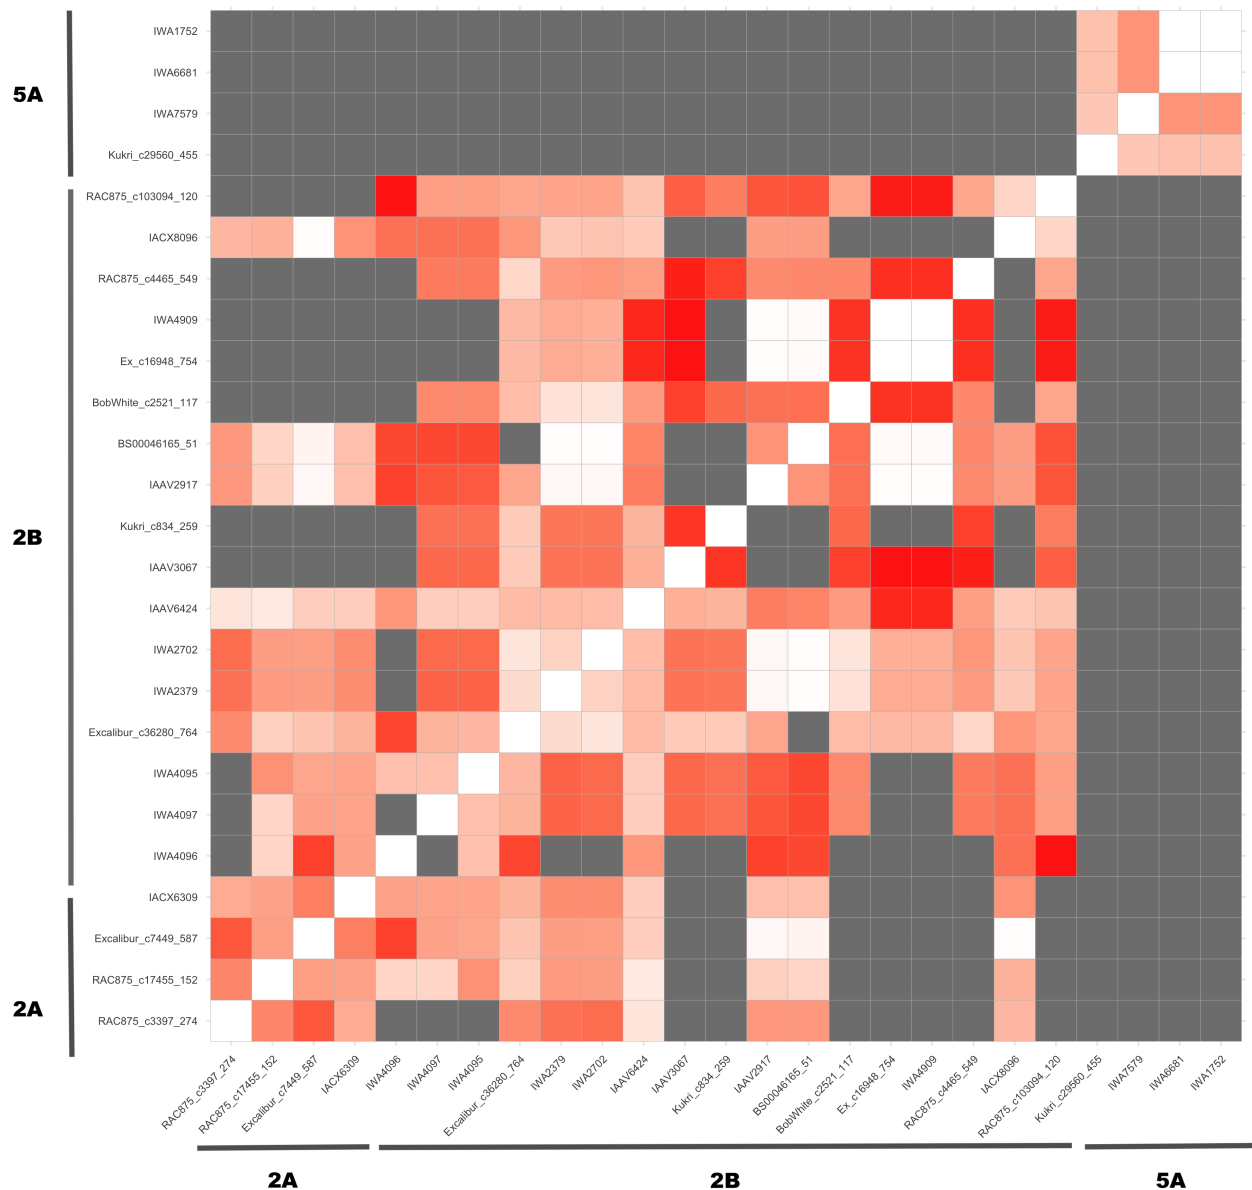 IWA1752
IWA6681
5A
IWA7579
Kukri_c29560_455
RAC875_c103094_120
IACX8096
RAC875_c4465_549
IWA4909
Ex_c16948_754
BobWhite_c2521_117
BS00046165_51
IAAV2917
Kukri_c834_259
2B
IAAV3067
IAAV6424
IWA2702
IWA2379
Excalibur_c36280_764
IWA4095
IWA4097
IWA4096
IACX6309
Excalibur_c7449_587
RAC875_c17455_152
2A
RAC875_c3397_274
RAC875_c3397_274
RAC875_c17455_152
Excalibur_c7449_587
IACX6309
IWA4096
IWA4097
IWA4095
Excalibur_c36280_764
IWA2379
IWA2702
IAAV6424
IAAV3067
Kukri_c834_259
IAAV2917
BS00046165_51
BobWhite_c2521_117
Ex_c16948_754
IWA4909
RAC875_c4465_549
IACX8096
RAC875_c103094_120
Kukri_c29560_455
IWA7579
IWA6681
IWA1752
2A
2B
5A